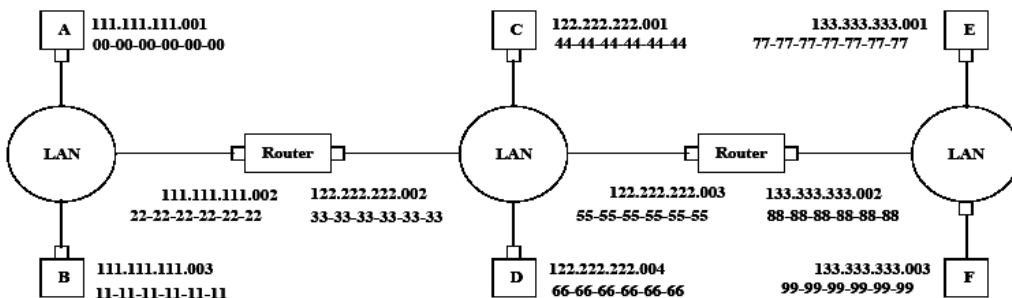 A 111.111.111.001
00-00-00-00-00-00
C 122.222.222.001
44-44-44-44-44-44
133.333.333.001 E
77-77-77-77-77-77-77
LAN
Router
LAN
Router
LAN
111.111.111.002
22-22-22-22-22-22
122.222.222.002
33-33-33-33-33-33
122.222.222.003
55-55-55-55-55-55
133.333.333.002
88-88-88-88-88-88
B 111.111.111.003
11-11-11-11-11-11
D 122.222.222.004
66-66-66-66-66-66
133.333.333.003 F
99-99-99-99-99-99